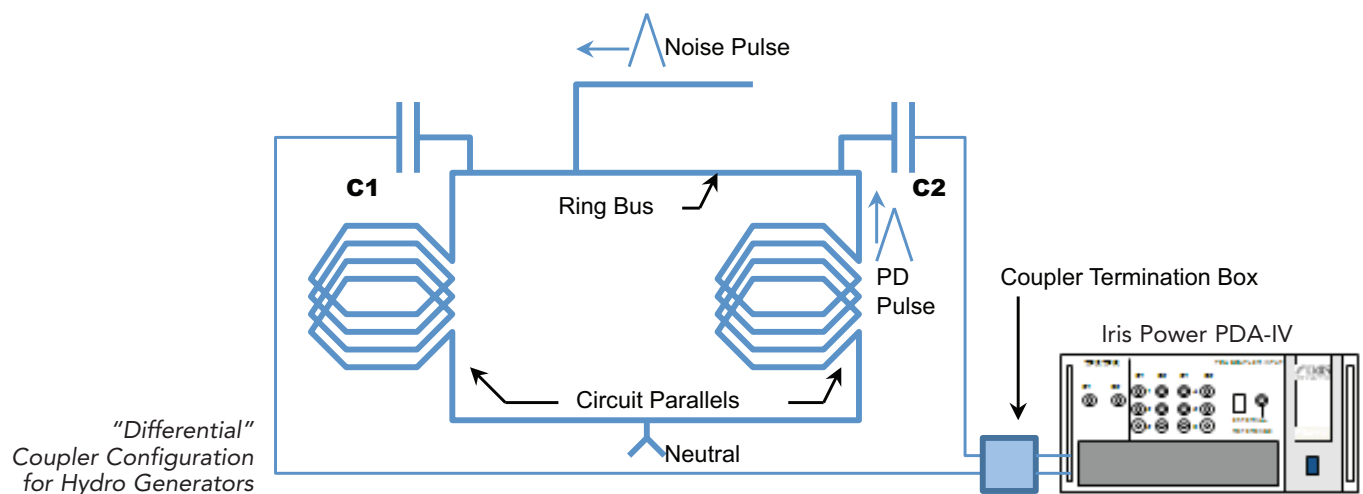 Noise Pulse
C1
C2
Ring Bus
PD
Pulse
Coupler Termination Box
Iris Power PDA-IV
Circuit Parallels
Neutral
"Differential"
Coupler Configuration
for Hydro Generators